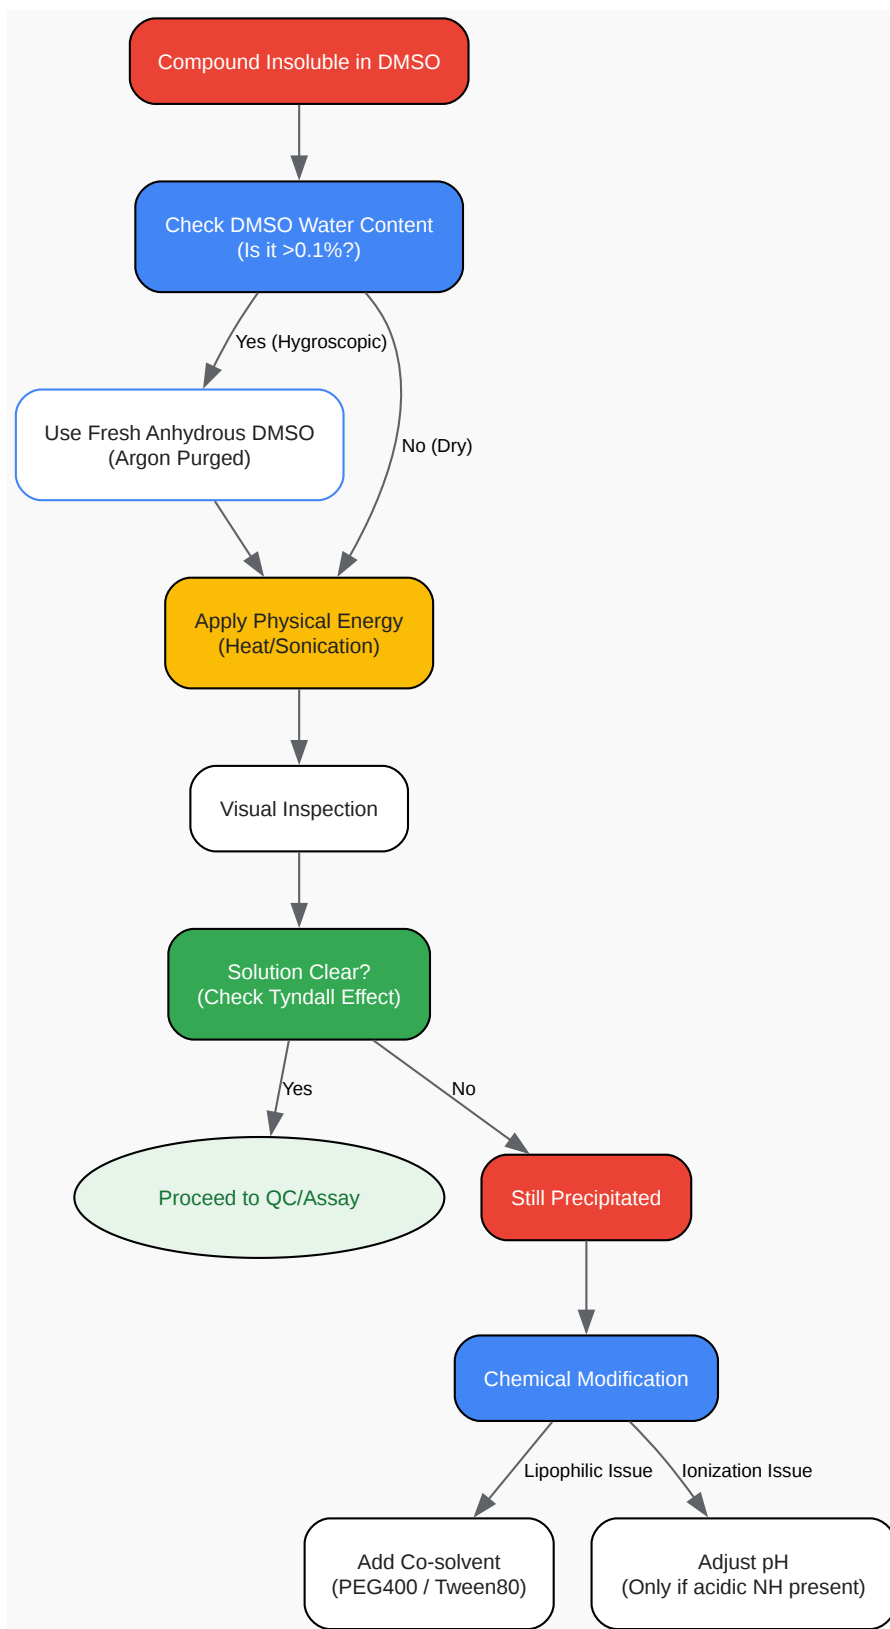 Compound Insoluble in DMSO
Check DMSO Water Content
(Is it >0.1%?)
Yes (Hygroscopic)
Use Fresh Anhydrous DMSO
(Argon Purged)
No (Dry)
Apply Physical Energy
(Heat/Sonication)
Visual Inspection
Solution Clear?
(Check Tyndall Effect)
Yes
No
Proceed to QC/Assay
Still Precipitated
Chemical Modification
Lipophilic Issue
Ionization Issue
Add Co-solvent
(PEG400 / Tween80)
Adjust pH
(Only if acidic NH present)